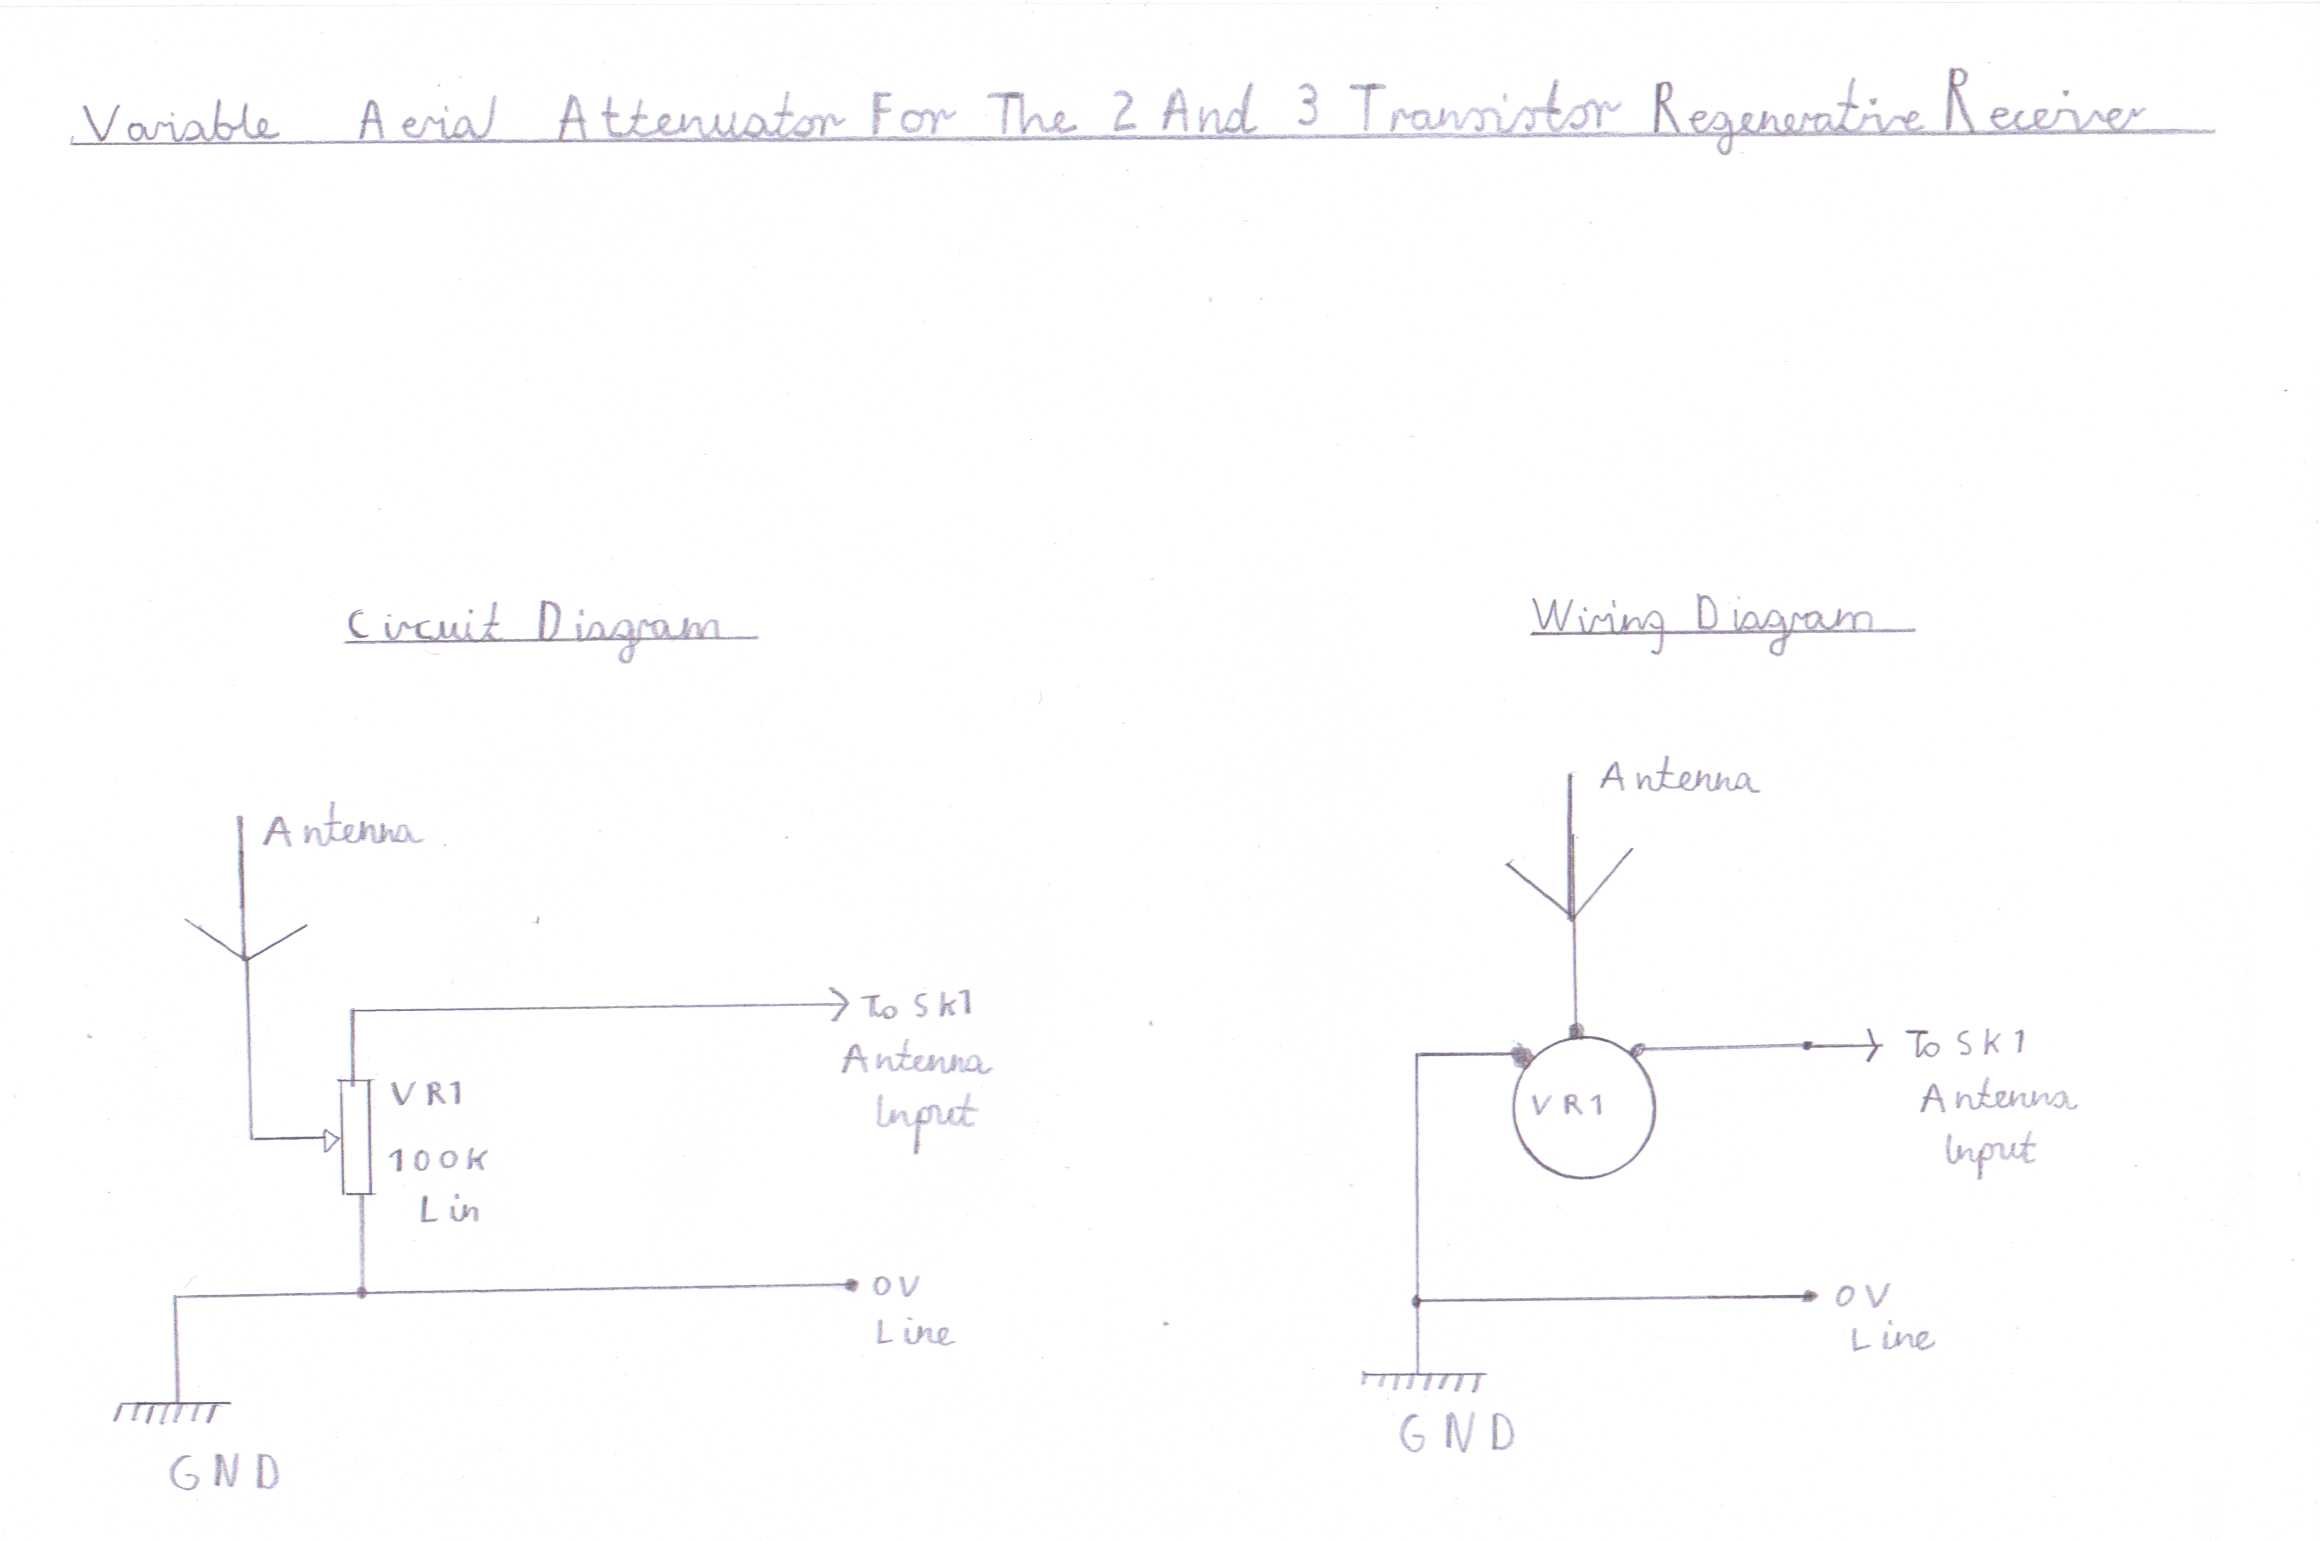 Variable Aerial Attenuator For The 2 And 3 Transistor Regenerative Receiver
Circuit Diagram
Antenna
To SK1
Antenna
Input
VR1
100K
Lin
0V
Line
GND
Wiring Diagram
Antenna
To SK1
Antenna
Input
VR1
0V
Line
GND